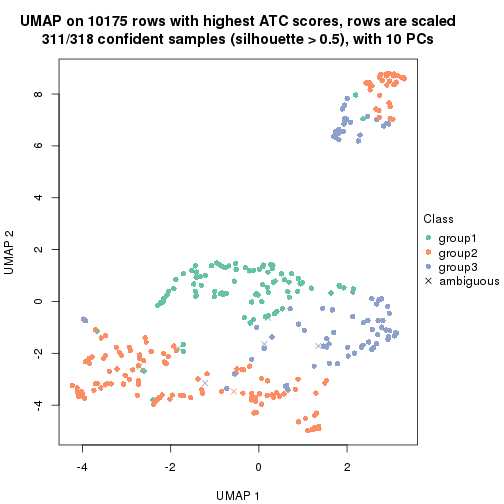 UMAP on 10175 rows with highest ATC scores, rows are scaled
311/318 confident samples (silhouette > 0.5), with 10 PCs
8
6
4
2
0
-2
-4
UMAP 2
-4 -2 0 2
UMAP 1
Class
group1
group2
group3
ambiguous